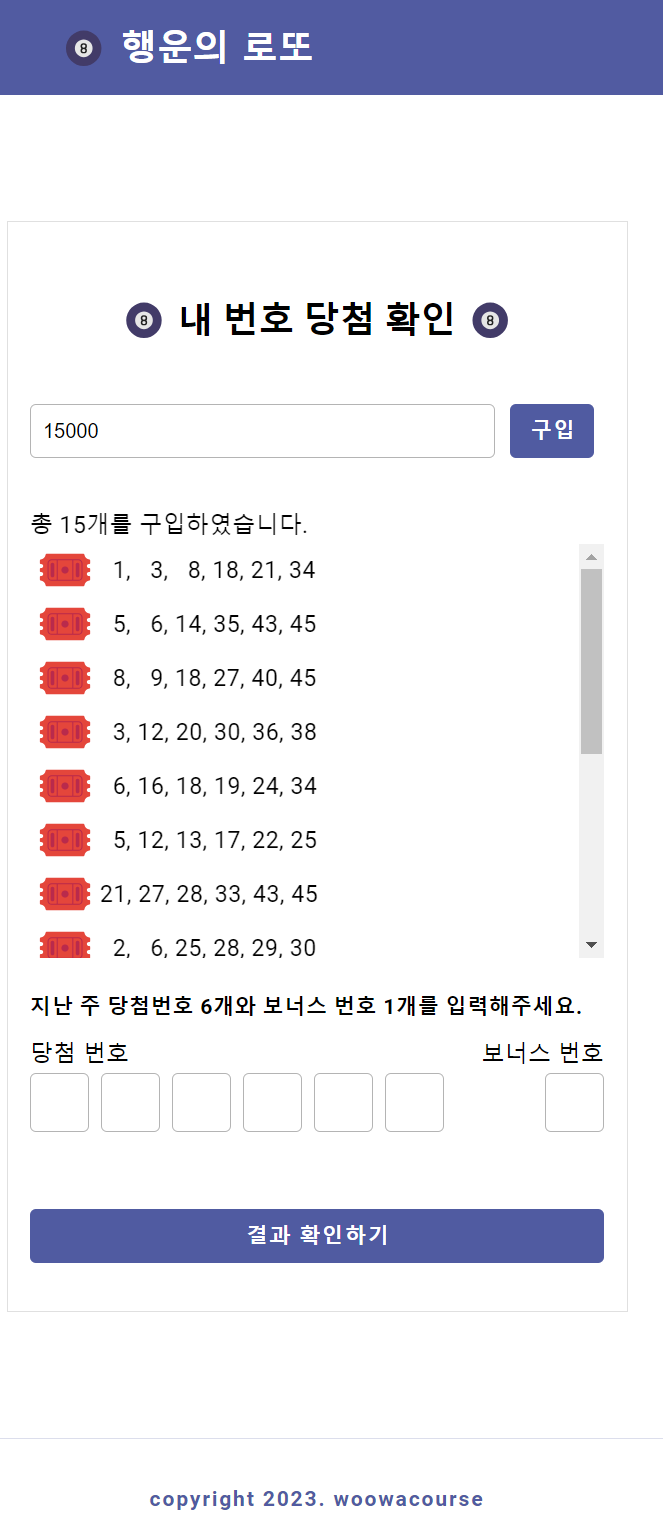 8 행운의 로또
8 내 번호 당첨 확인 8
15000 구입
총 15개를 구입하였습니다.
1, 3, 8, 18, 21, 34
5, 6, 14, 35, 43, 45
8, 9, 18, 27, 40, 45
3, 12, 20, 30, 36, 38
6, 16, 18, 19, 24, 34
5, 12, 13, 17, 22, 25
21, 27, 28, 33, 43, 45
2, 6, 25, 28, 29, 30
지난 주 당첨번호 6개와 보너스 번호 1개를 입력해주세요.
당첨 번호 보너스 번호
결과 확인하기
copyright 2023. woowacourse